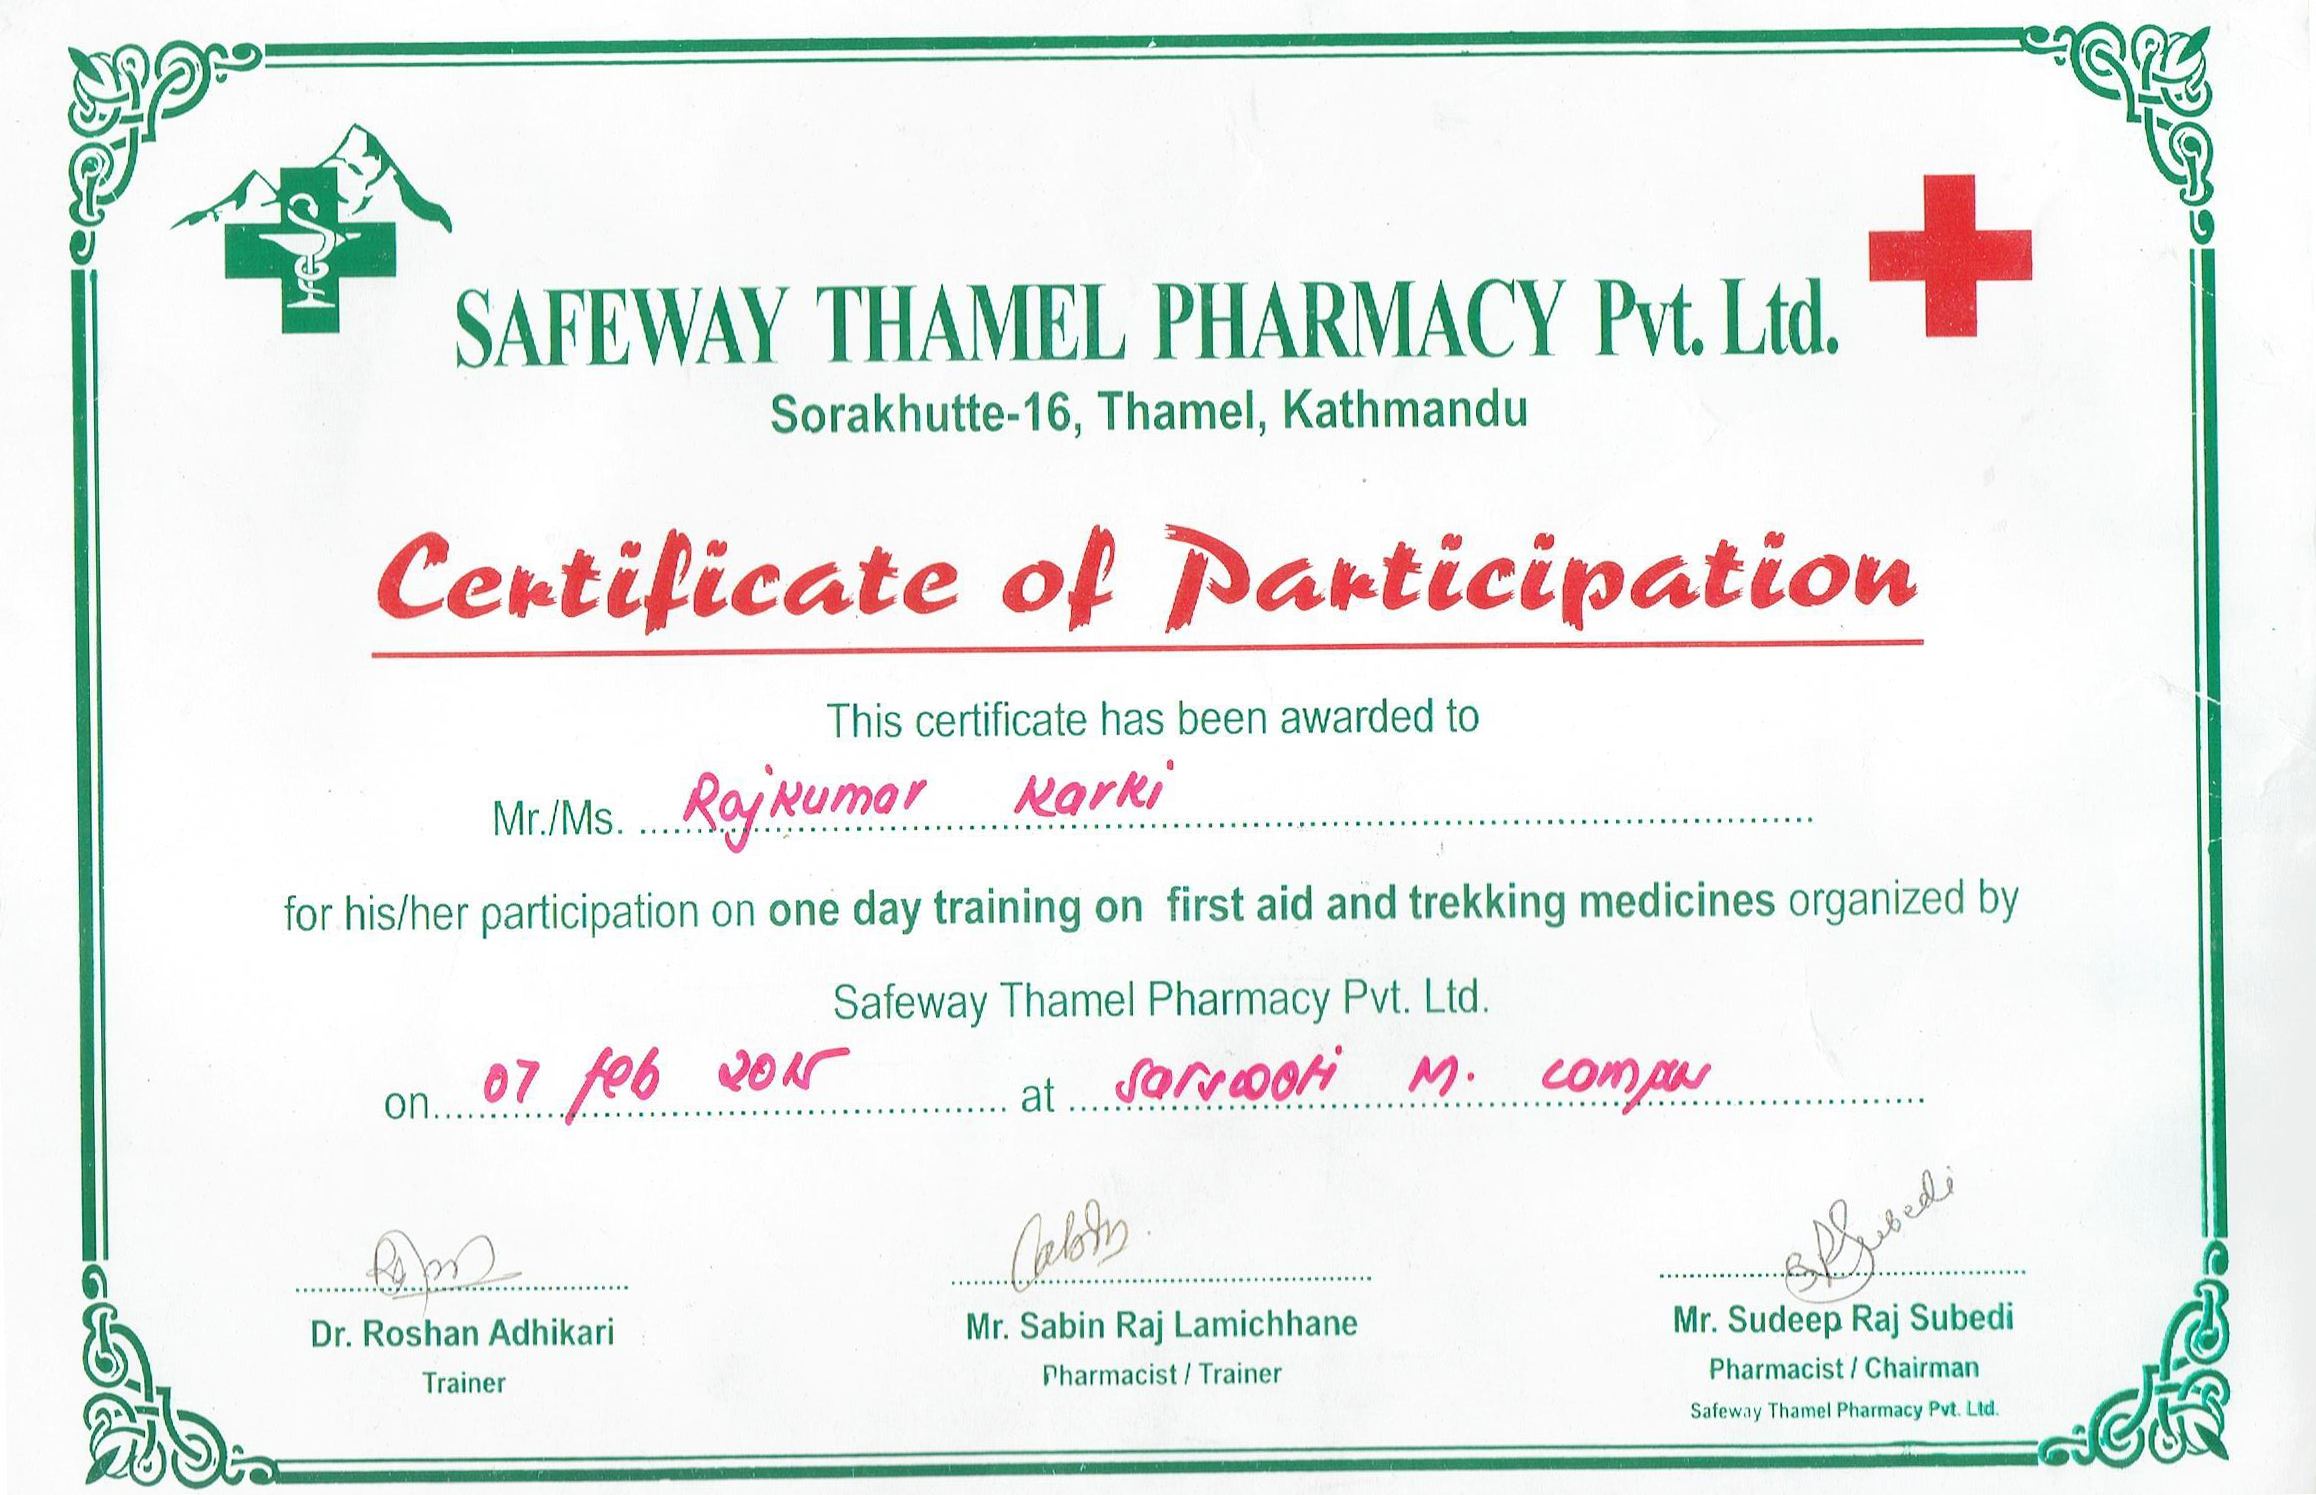 SAFEWAY THAMEL PHARMACY Pvt. Ltd.
Sorakhutte-16, Thamel, Kathmandu
Certificate of Participation
This certificate has been awarded to
Mr./Ms. Rajkumar Karki
for his/her participation on one day training on first aid and trekking medicines organized by
Safeway Thamel Pharmacy Pvt. Ltd.
on 07 feb 2015 at M.
Dr. Roshan Adhikari
Trainer
Mr. Sabin Raj Lamichhane
Pharmacist / Trainer
Mr. Sudeep Raj Subedi
Pharmacist / Chairman
Safeway Thamel Pharmacy Pvt. Ltd.